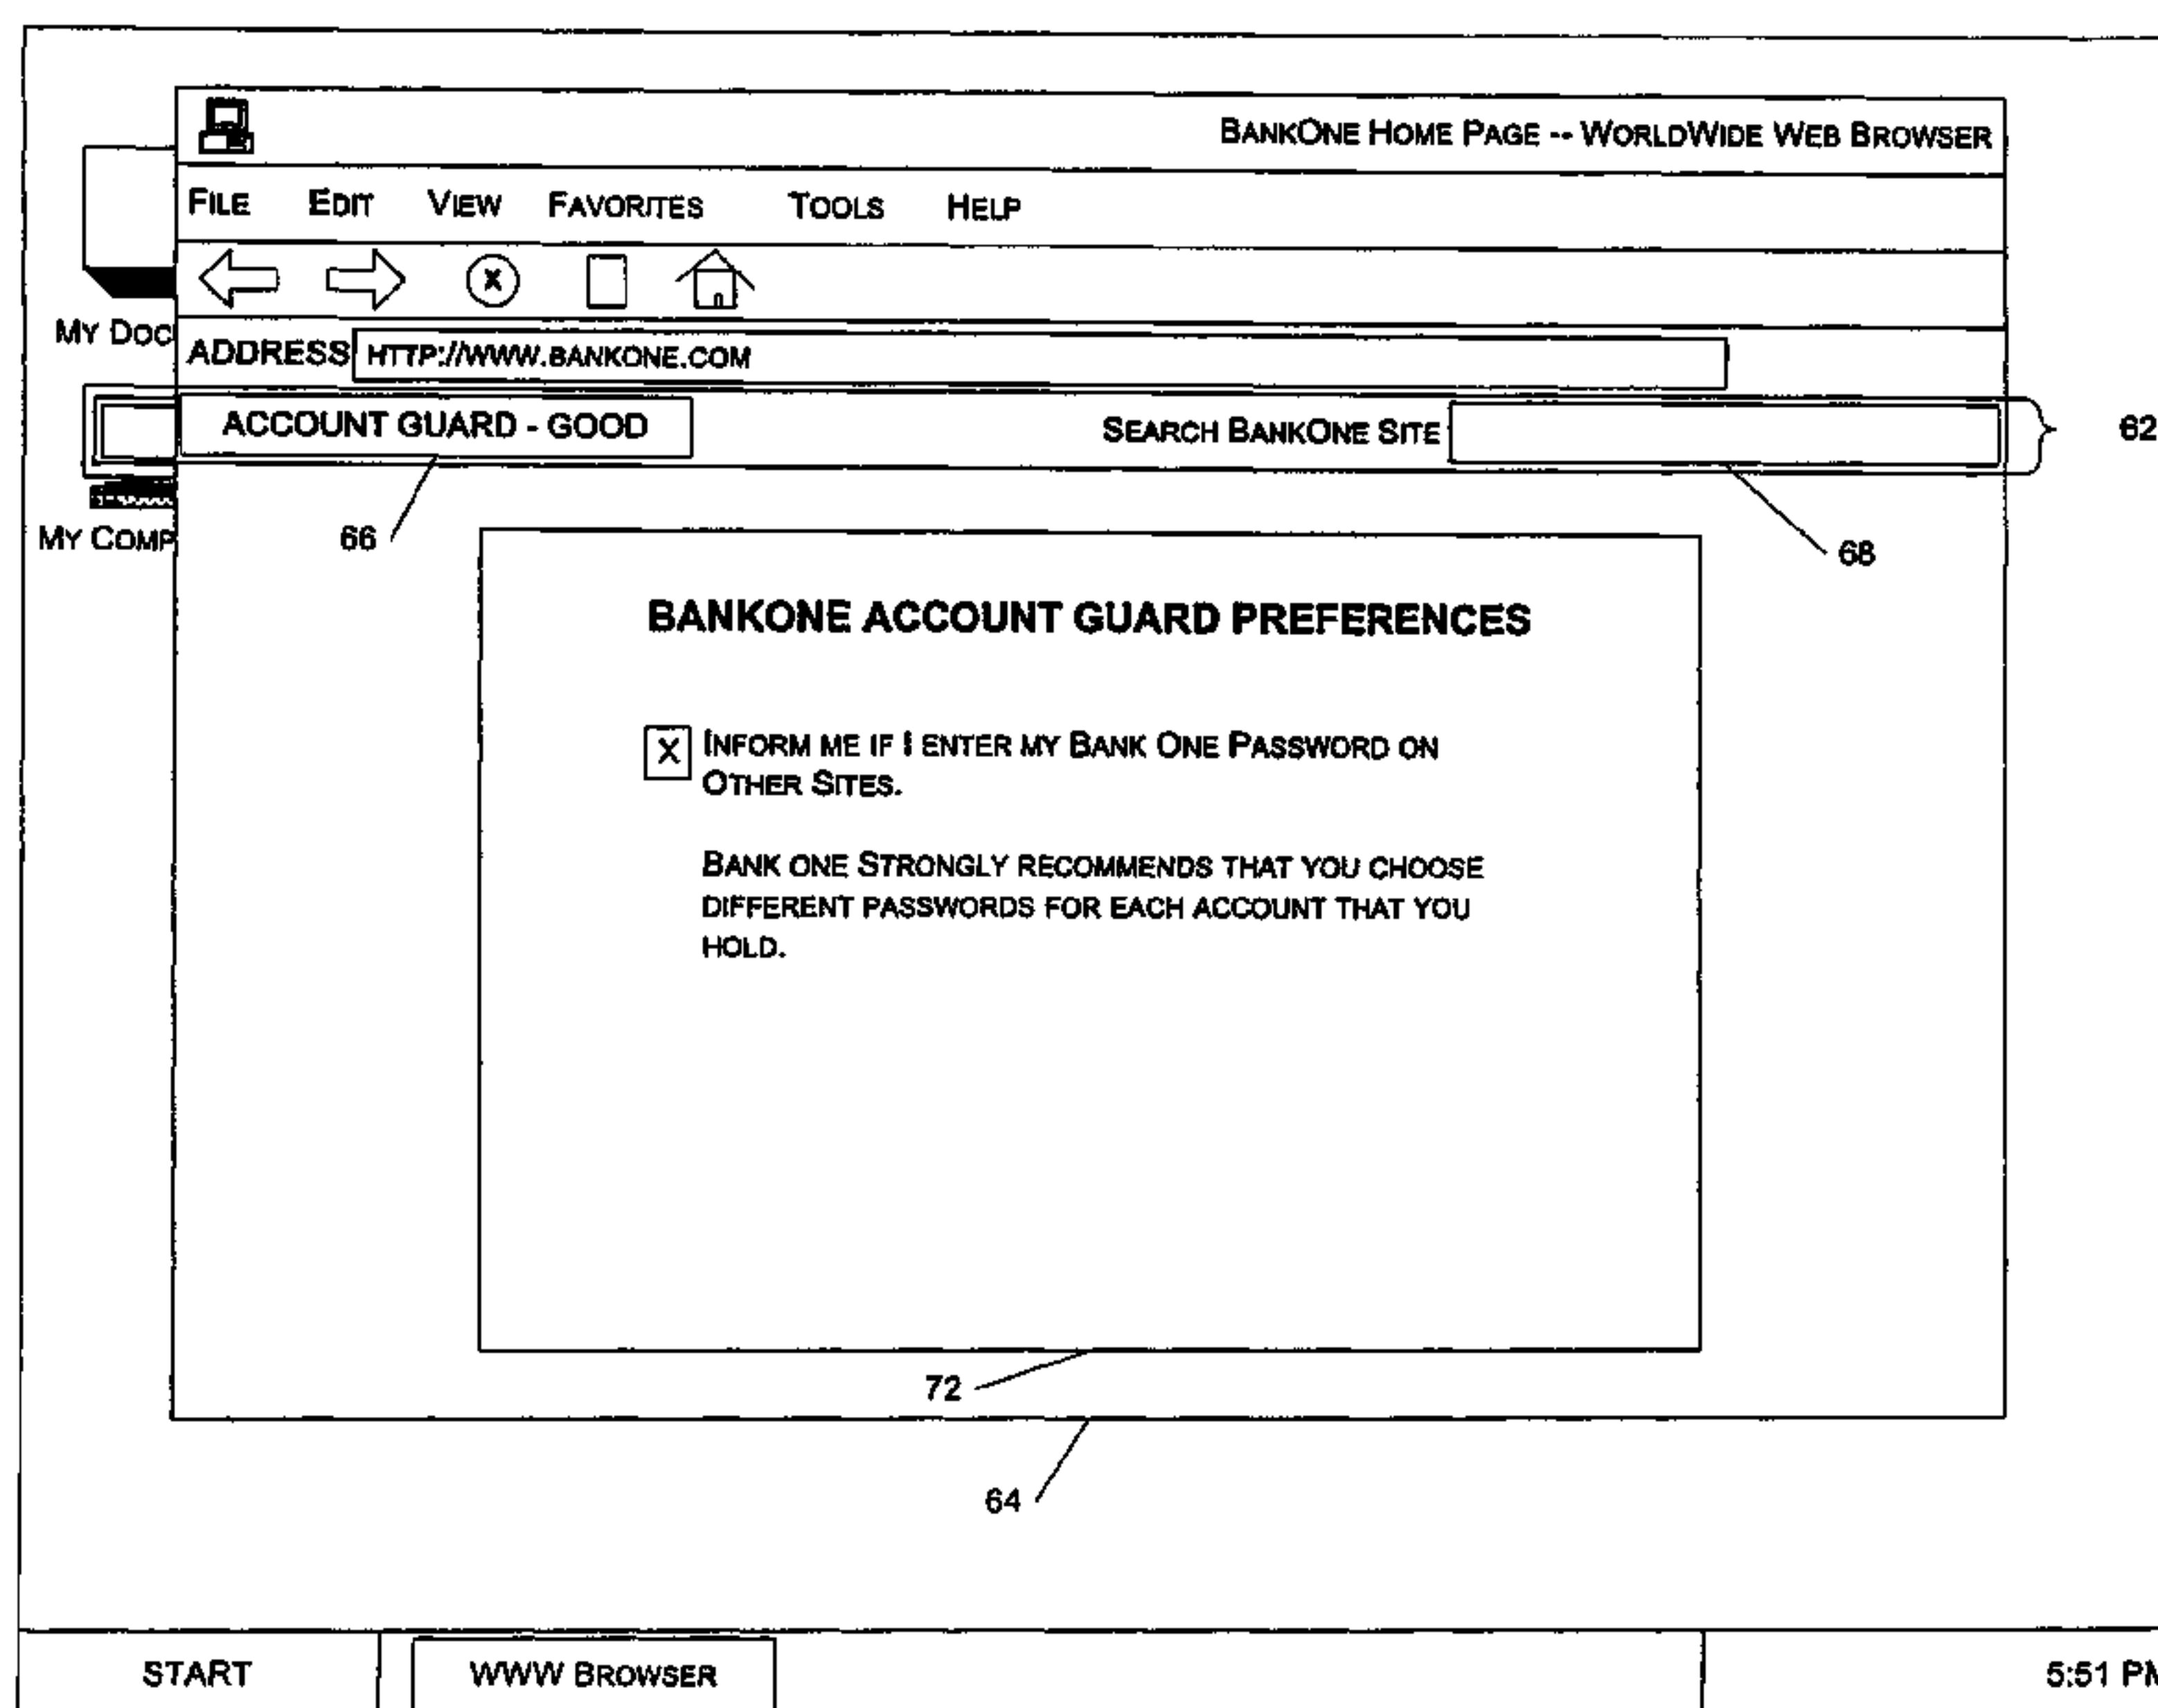 BANKONE HOME PAGE -- WORLDWIDE WEB BROWSER
FILE EDIT VIEW FAVORITES TOOLS HELP
X
MY DOC
ADDRESS HTTP://WWW.BANKONE.COM
ACCOUNT GUARD - GOOD SEARCH BANKONE SITE 62
MY COMP 66 68
BANKONE ACCOUNT GUARD PREFERENCES
X INFORM ME IF I ENTER MY BANK ONE PASSWORD ON
OTHER SITES.
BANK ONE STRONGLY RECOMMENDS THAT YOU CHOOSE
DIFFERENT PASSWORDS FOR EACH ACCOUNT THAT YOU
HOLD.
72
64
START WWW BROWSER 5:51 PM